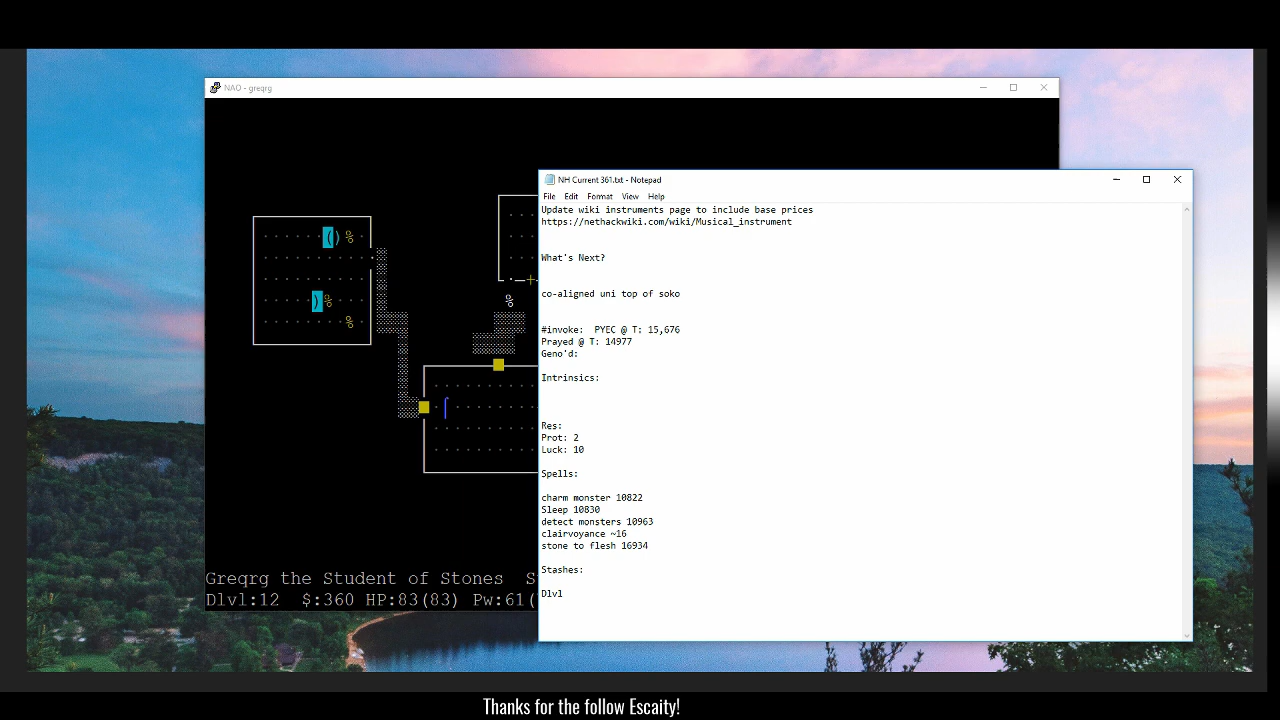 NAO - greqrg
NH Current 361.txt - Notepad
File Edit Format View Help
Update wiki instruments page to include base prices
https://nethackwiki.com/wiki/Musical_instrument
What's Next?
co-aligned uni top of soko
#invoke:  PYEC @ T: 15,676
Prayed @ T: 14977
Geno'd:
Intrinsics:
Res:
Prot: 2
Luck: 10
Spells:
charm monster 10822
Sleep 10830
detect monsters 10963
clairvoyance ~16
stone to flesh 16934
Stashes:
Dlvl
Greqrg the Student of Stones  S
Dlvl:12  $:360 HP:83(83) Pw:61(
Thanks for the follow Escaity!